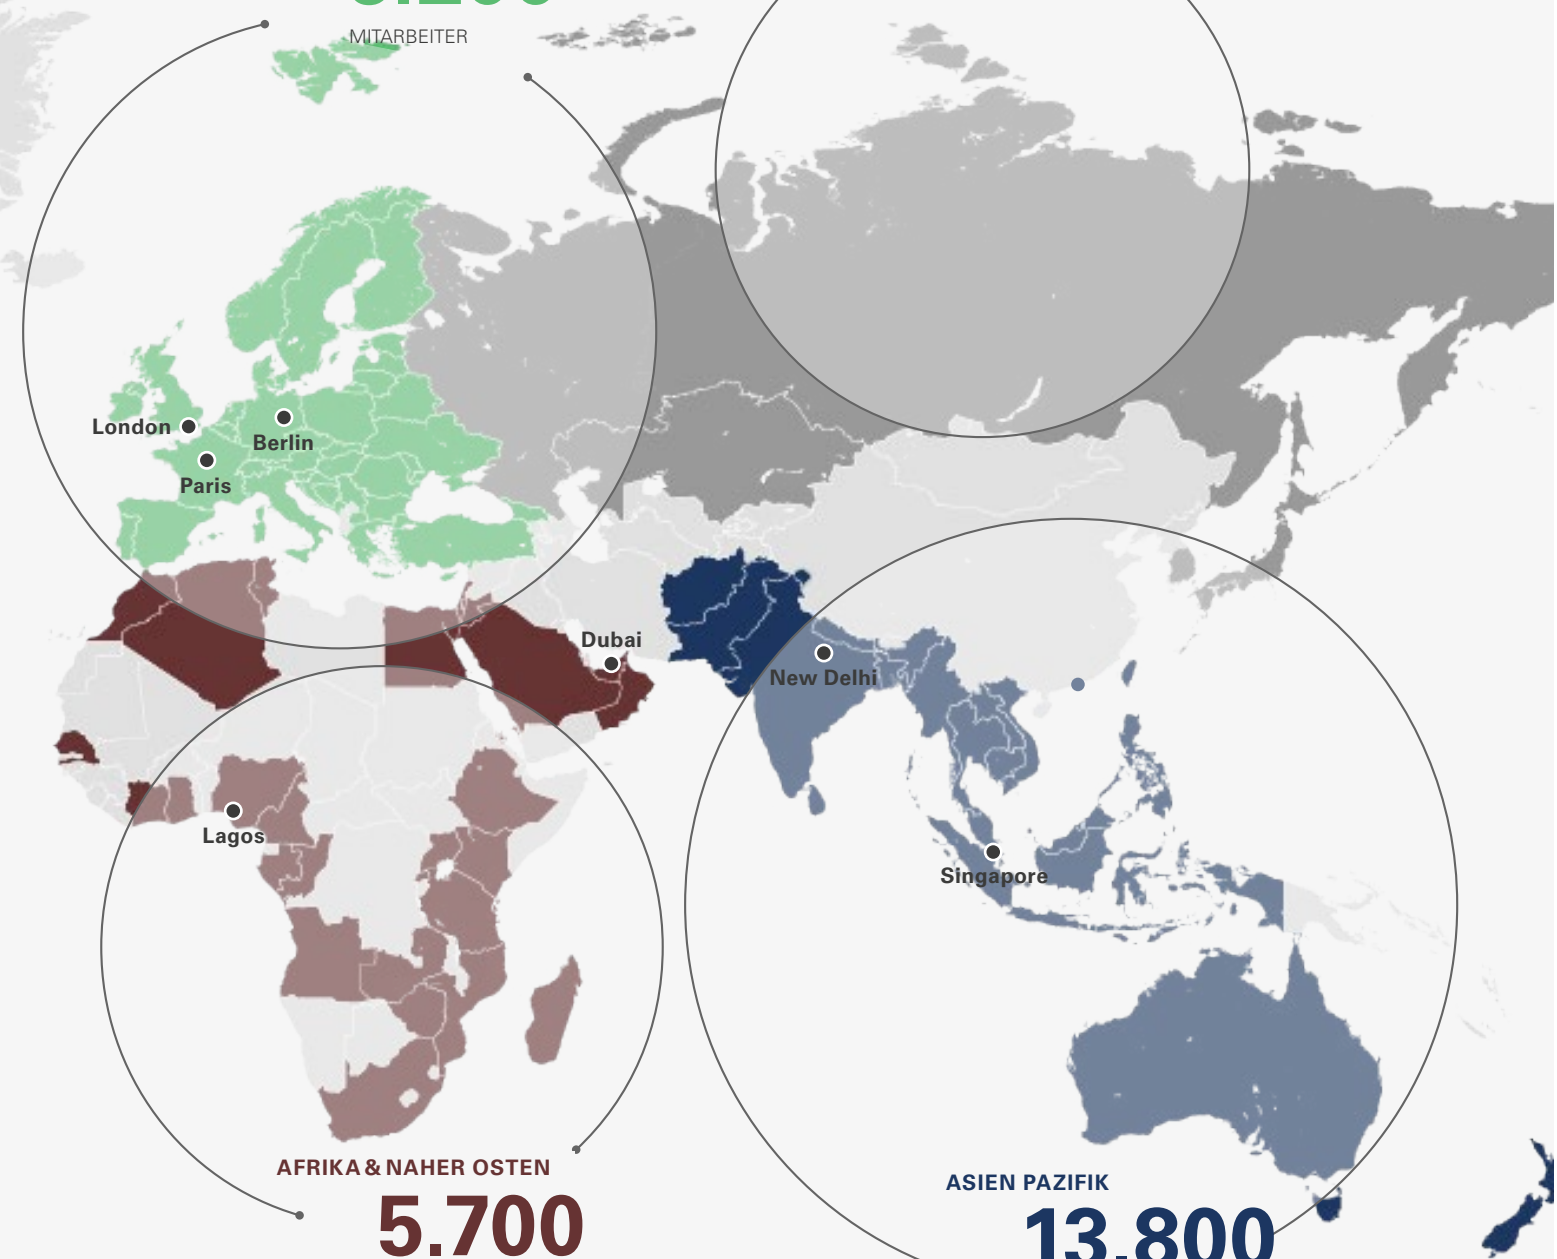 MITARBEITER
London
Berlin
Paris
Dubai
New Delhi
Lagos
Singapore
AFRIKA & NAHER OSTEN
5.700
ASIEN PAZIFIK
13.800